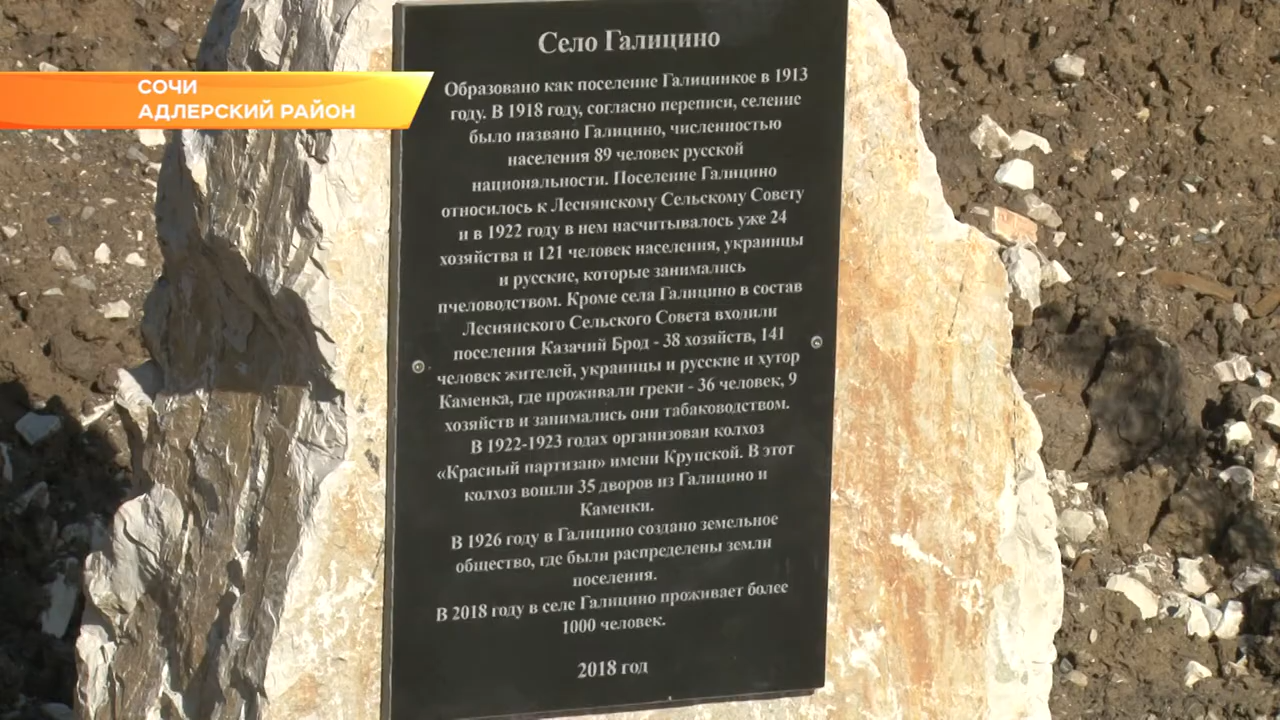 СОЧИ
АДЛЕРСКИЙ РАЙОН
Село Галицино
Образовано как поселение Галицинкое в 1913
году. В 1918 году, согласно переписи, селение
было названо Галицино, численностью
населения 89 человек русской
национальности. Поселение Галицино
относилось к Леснянскому Сельскому Совету
и в 1922 году в нем насчитывалось уже 24
хозяйства и 121 человек населения, украинцы
и русские, которые занимались
пчеловодством. Кроме села Галицино в состав
Леснянского Сельского Совета входили
поселения Казачий Брод - 38 хозяйств, 141
человек жителей, украинцы и русские и хутор
Каменка, где проживали греки - 36 человек, 9
хозяйств и занимались они табаководством.
В 1922-1923 годах организован колхоз
«Красный партизан» имени Крупской. В этот
колхоз вошли 35 дворов из Галицино и
Каменки.
В 1926 году в Галицино создано земельное
общество, где были распределены земли
поселения.
В 2018 году в селе Галицино проживает более
1000 человек.
2018 год